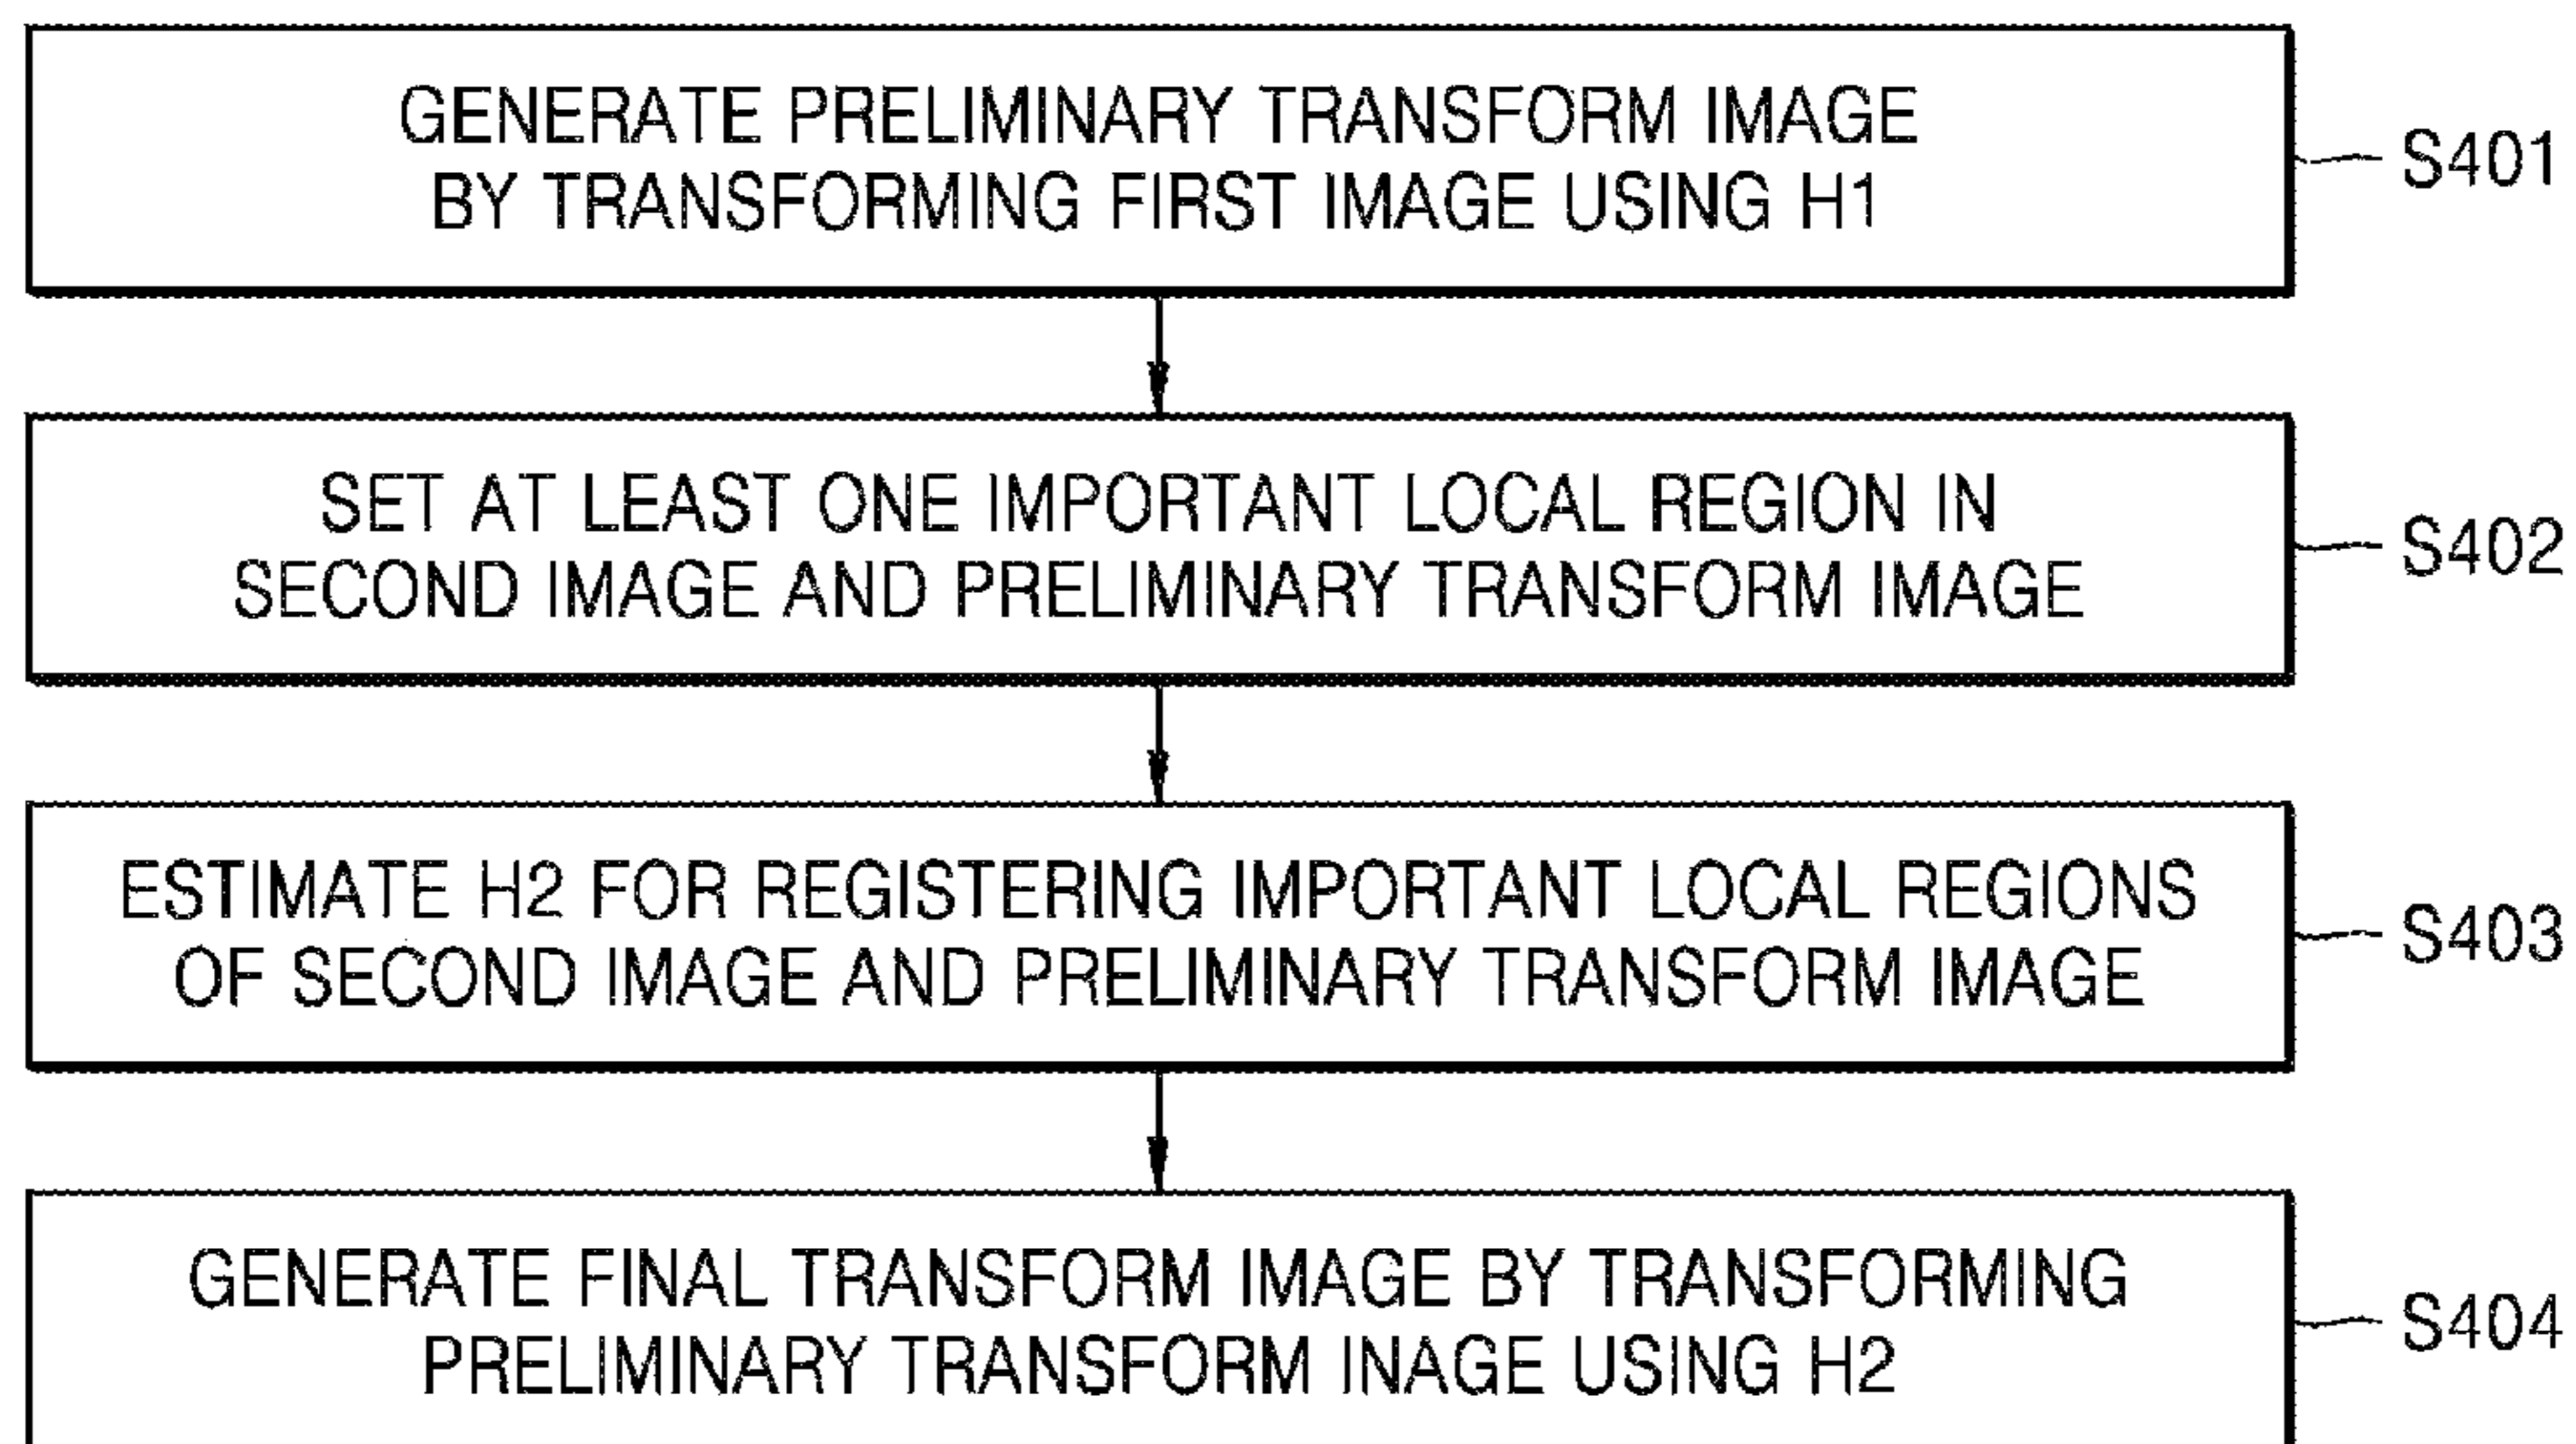 GENERATE PRELIMINARY TRANSFORM IMAGE
BY TRANSFORMING FIRST IMAGE USING H1
S401
SET AT LEAST ONE IMPORTANT LOCAL REGION IN
SECOND IMAGE AND PRELIMINARY TRANSFORM IMAGE
S402
ESTIMATE H2 FOR REGISTERING IMPORTANT LOCAL REGIONS
OF SECOND IMAGE AND PRELIMINARY TRANSFORM IMAGE
S403
GENERATE FINAL TRANSFORM IMAGE BY TRANSFORMING
PRELIMINARY TRANSFORM INAGE USING H2
S404